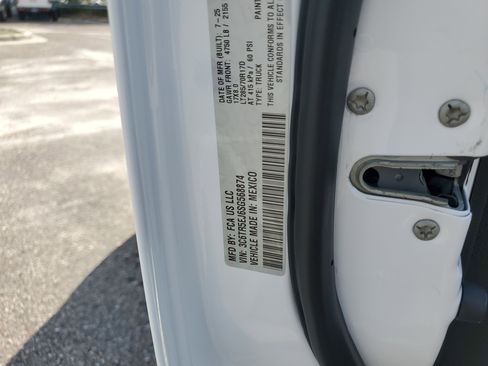 DATE OF MFR (BUILT): 7-25 PAINT
GAWR FRONT: 4750 LB / 2155
17X8.0
LT285/70R17D
AT 415 kPa / 60 PSI
THIS VEHICLE CONFORMS TO ALL A
STANDARDS IN EFFECT
TYPE: TRUCK
MFD BY: FCA US LLC
VIN: 3C6TR5EJ6SG568874
VEHICLE MADE IN: MEXICO